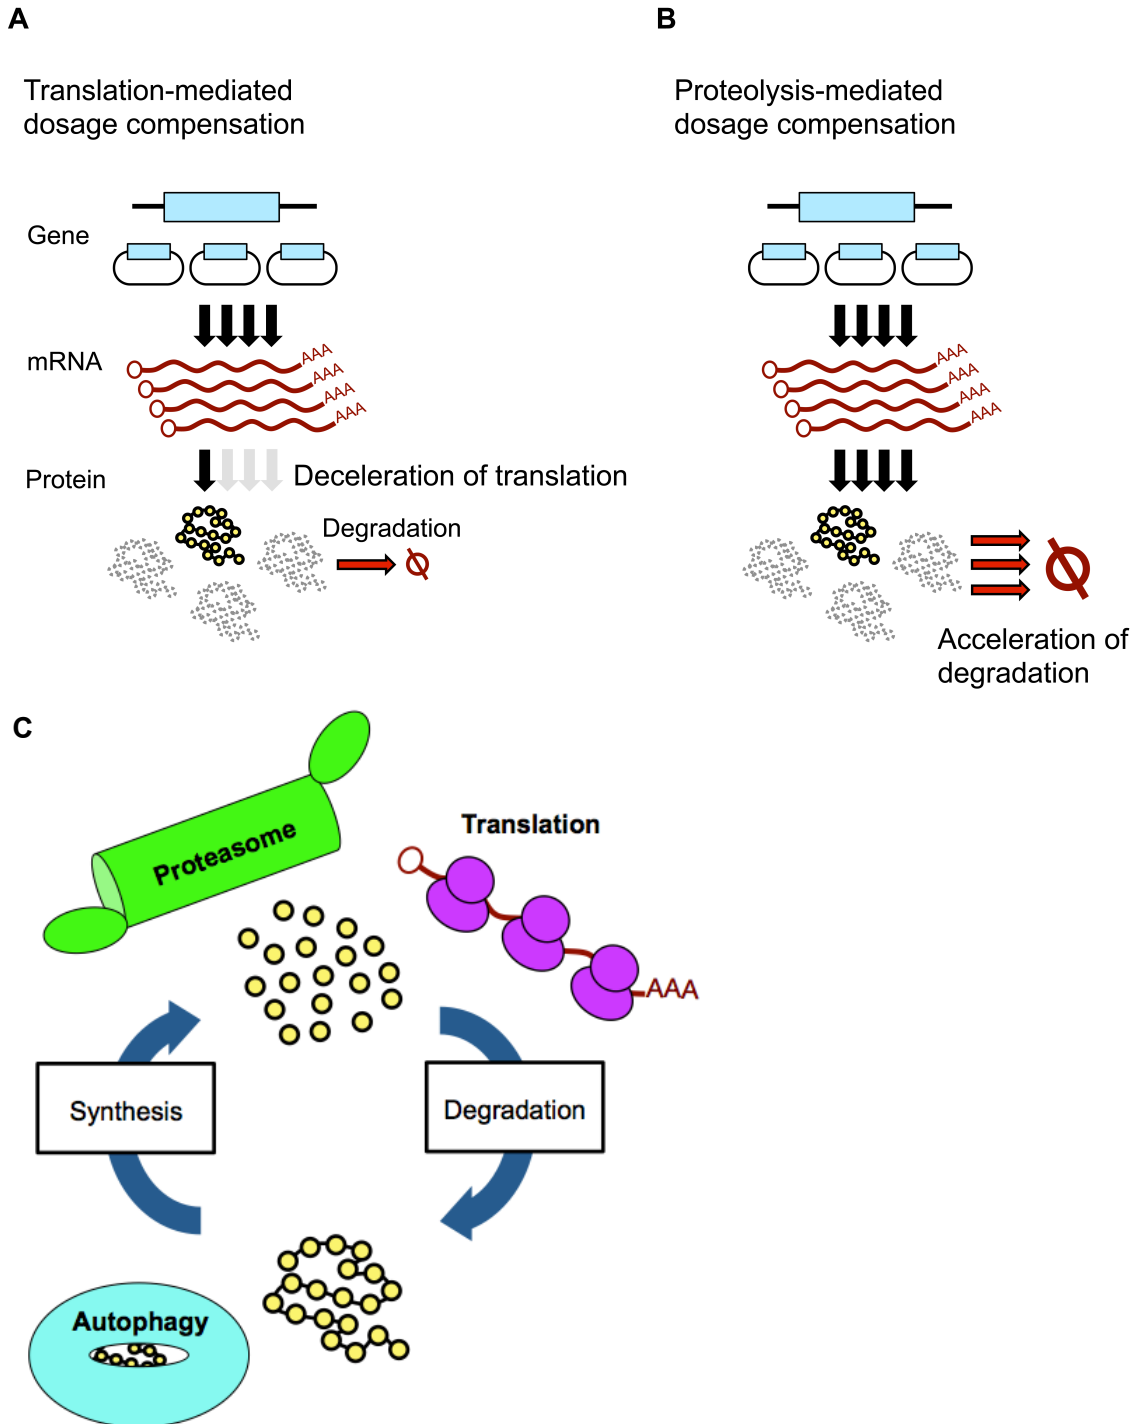 A
B
Translation-mediated
dosage compensation
Proteolysis-mediated
dosage compensation
Gene
mRNA
AAA
AAA
AAA
AAA
AAA
AAA
AAA
AAA
Protein
Deceleration of translation
Degradation
Acceleration of
degradation
C
Proteasome
Translation
AAA
Synthesis
Degradation
Autophagy